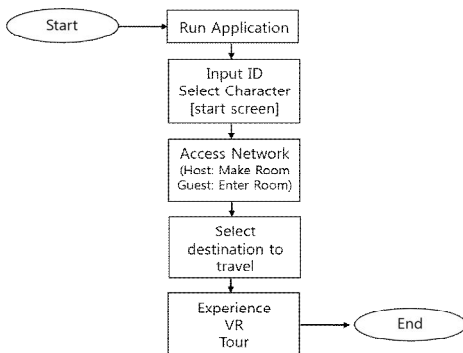 Start
Run Application
Input ID
Select Character
[start screen]
Access Network
(Host: Make Room
Guest: Enter Room)
Select
destination to
travel
Experience
VR
Tour
End